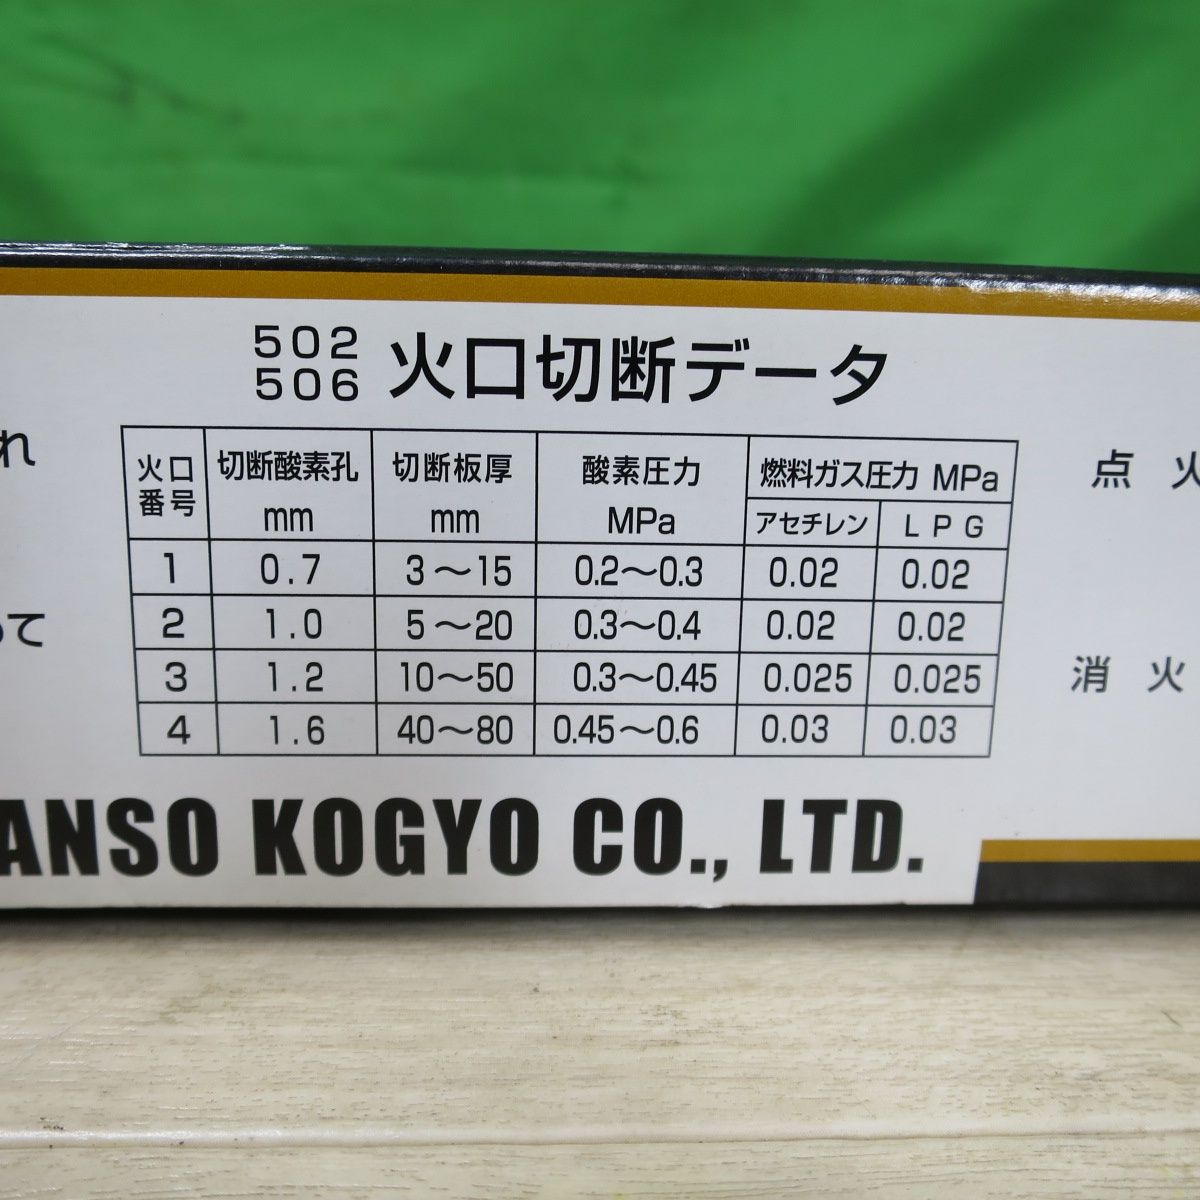 502
506 火口切断データ
火口番号 切断酸素孔 mm 切断板厚 mm 酸素圧力 MPa 燃料ガス圧力 MPa
アセチレン LPG
1 0.7 3〜15 0.2〜0.3 0.02 0.02
2 1.0 5〜20 0.3〜0.4 0.02 0.02
3 1.2 10〜50 0.3〜0.45 0.025 0.025
4 1.6 40〜80 0.45〜0.6 0.03 0.03
れ
て
点 火
消 火
ANSO KOGYO CO., LTD.